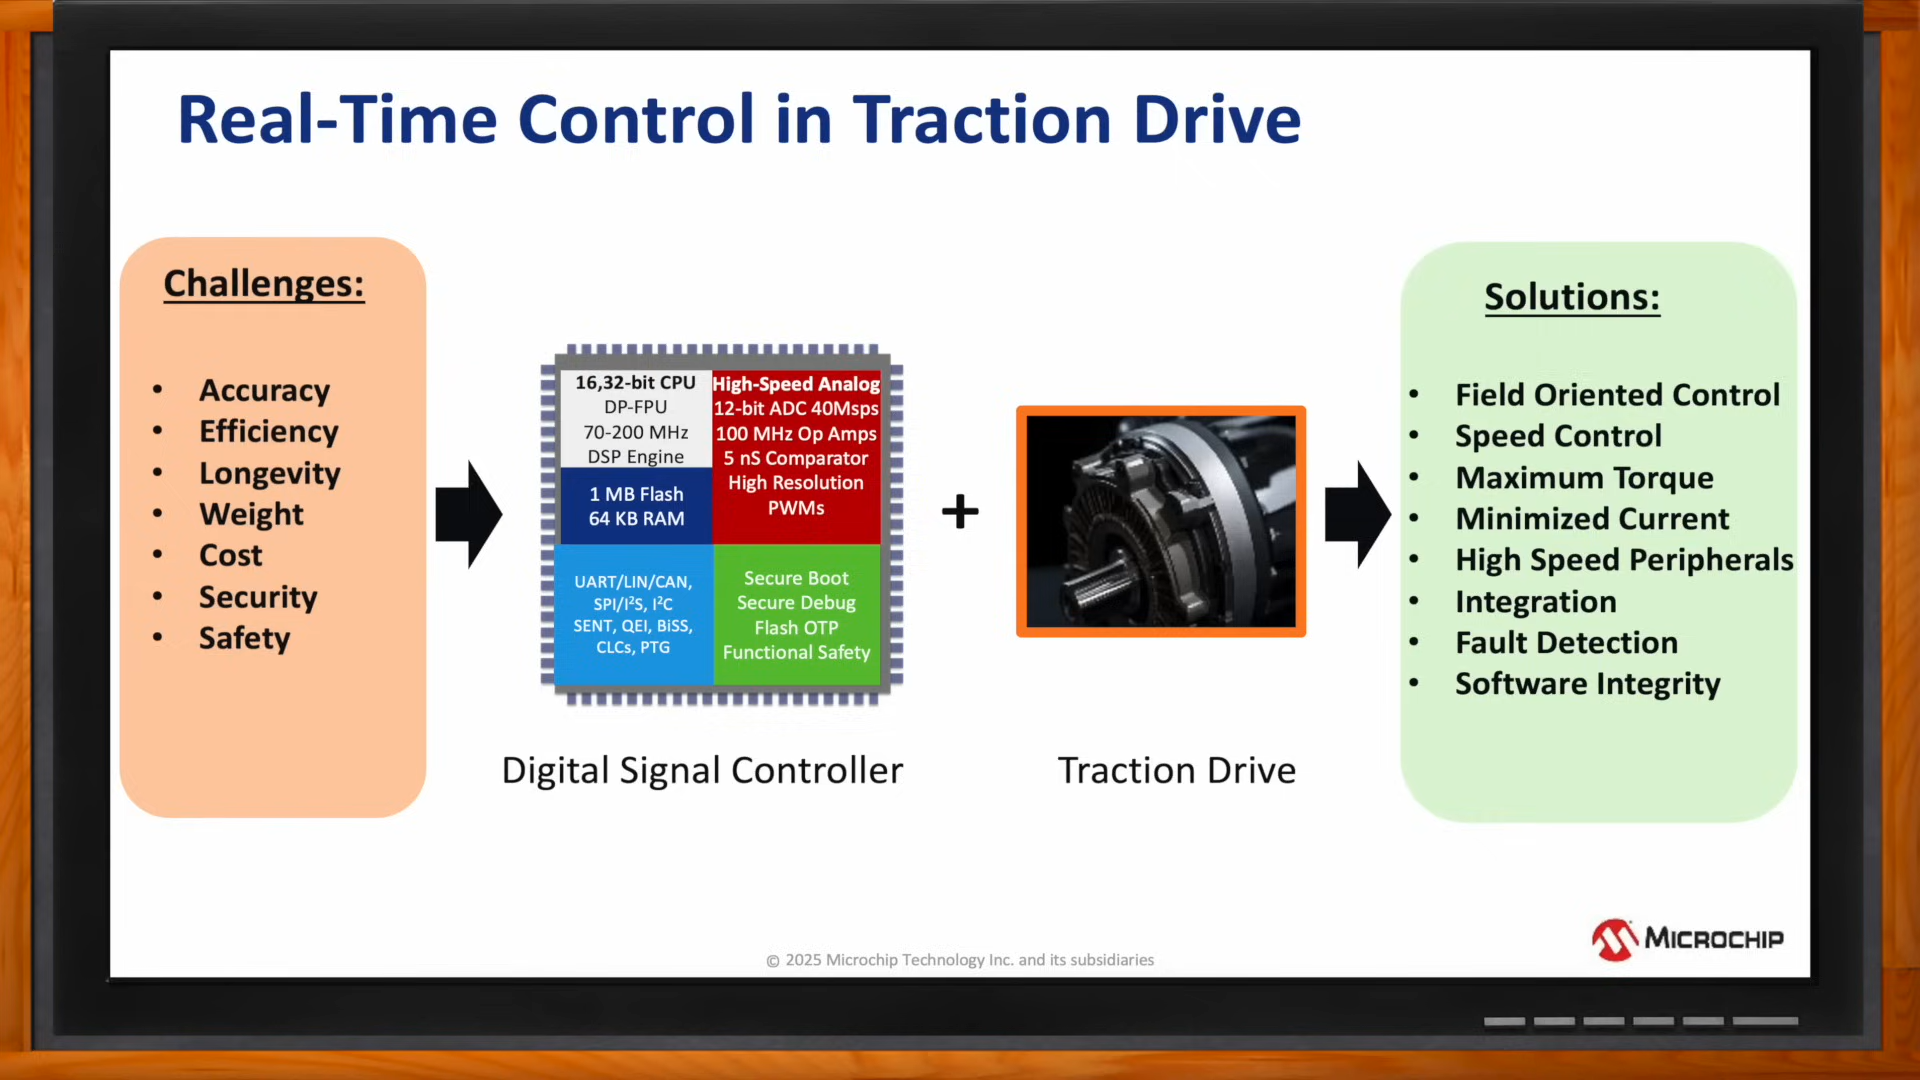 Real-Time Control in Traction Drive
Challenges:
• Accuracy
• Efficiency
• Longevity
• Weight
• Cost
• Security
• Safety
16,32-bit CPU
DP-FPU
70-200 MHz
DSP Engine
High-Speed Analog
12-bit ADC 40Msps
100 MHz Op Amps
5 nS Comparator
High Resolution
PWMs
1 MB Flash
64 KB RAM
UART/LIN/CAN,
SPI/I²S, I²C
SENT, QEI, BiSS,
CLCs, PTG
Secure Boot
Secure Debug
Flash OTP
Functional Safety
Digital Signal Controller
+
Traction Drive
Solutions:
• Field Oriented Control
• Speed Control
• Maximum Torque
• Minimized Current
• High Speed Peripherals
• Integration
• Fault Detection
• Software Integrity
MICROCHIP
© 2025 Microchip Technology Inc. and its subsidiaries